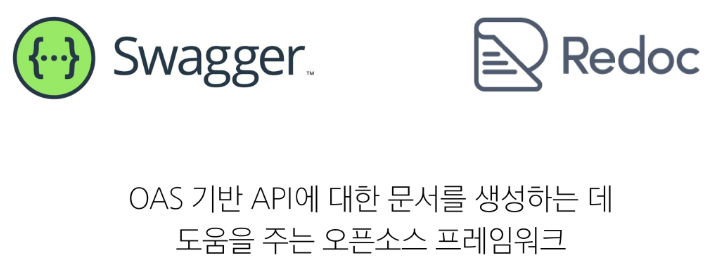 {···} Swagger™
Redoc
OAS 기반 API에 대한 문서를 생성하는 데
도움을 주는 오픈소스 프레임워크